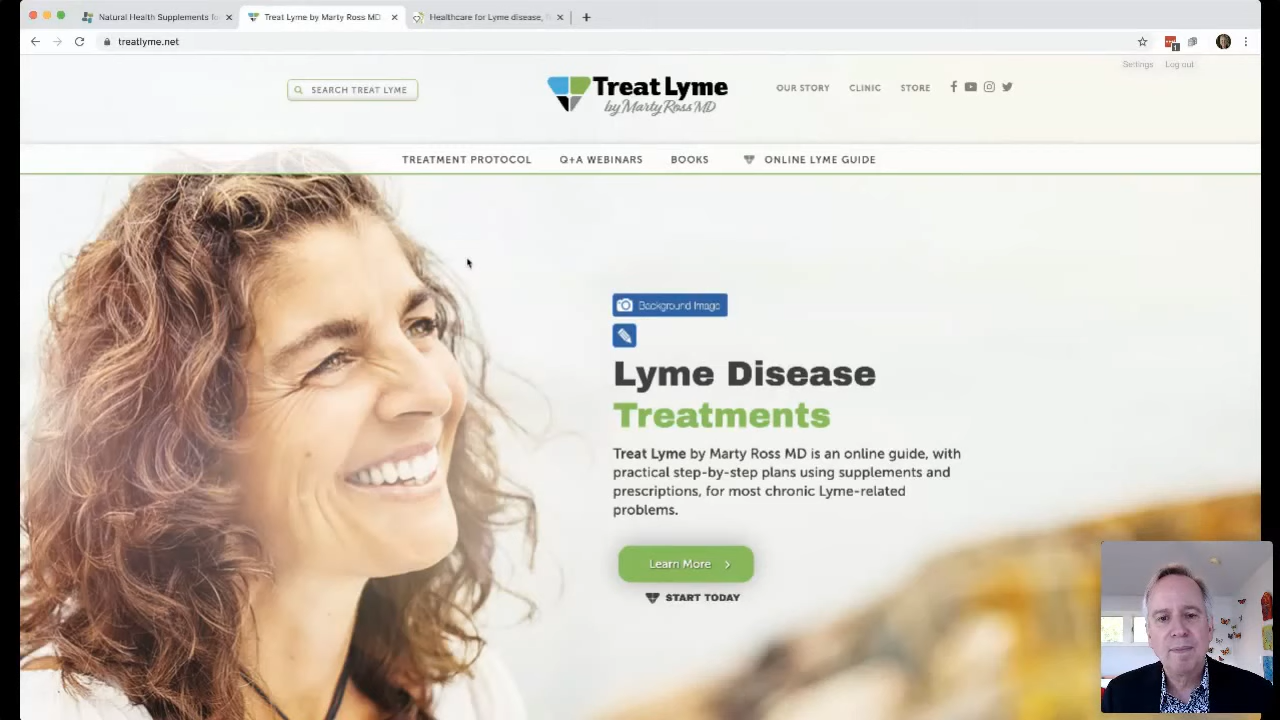 Natural Health Supplements fo
Treat Lyme by Marty Ross MD
Healthcare for Lyme disease,
treatlyme.net
1
Settings
Log out
SEARCH TREAT LYME
Treat Lyme
by Marty Ross MD
OUR STORY
CLINIC
STORE
TREATMENT PROTOCOL
Q+A WEBINARS
BOOKS
ONLINE LYME GUIDE
Background Image
Lyme Disease
Treatments
Treat Lyme by Marty Ross MD is an online guide, with
practical step-by-step plans using supplements and
prescriptions, for most chronic Lyme-related
problems.
Learn More
START TODAY